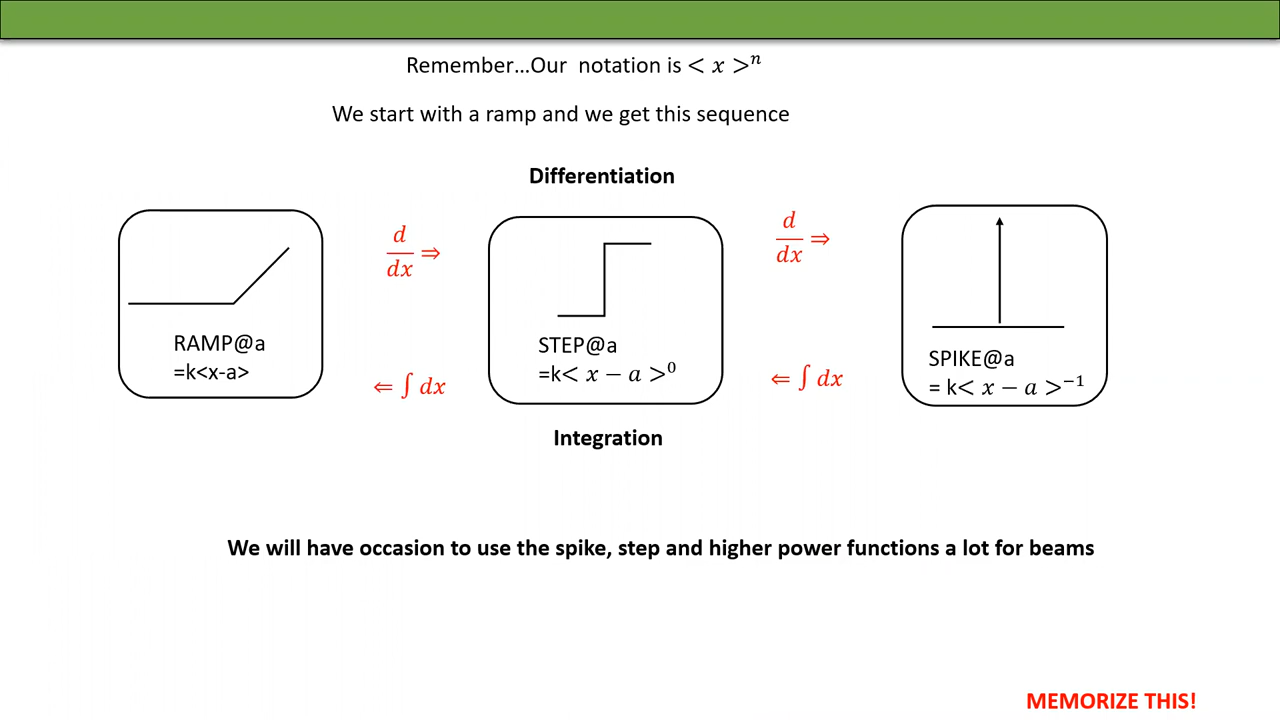 Remember...Our notation is < x >ⁿ
We start with a ramp and we get this sequence
Differentiation
d/dx ⇒
d/dx ⇒
RAMP@a
=k<x-a>
STEP@a
=k< x − a >⁰
SPIKE@a
= k< x − a >⁻¹
⇐ ∫ dx
⇐ ∫ dx
Integration
We will have occasion to use the spike, step and higher power functions a lot for beams
MEMORIZE THIS!